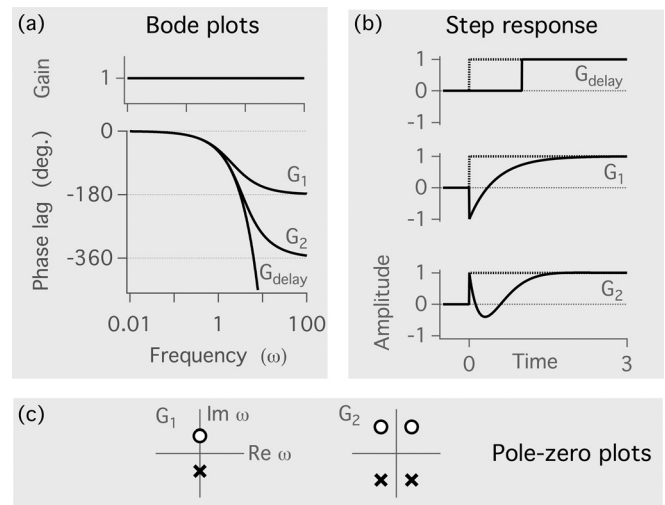 (a) Bode plots
Gain
1
Phase lag (deg.)
0
-180
-360
G1
G2
Gdelay
0.01 1 100
Frequency (ω)
(b) Step response
1
0
-1
Gdelay
1
0
-1
G1
Amplitude
1
0
-1
G2
0 Time 3
(c)
G1 Im ω
Re ω
G2
Pole-zero plots